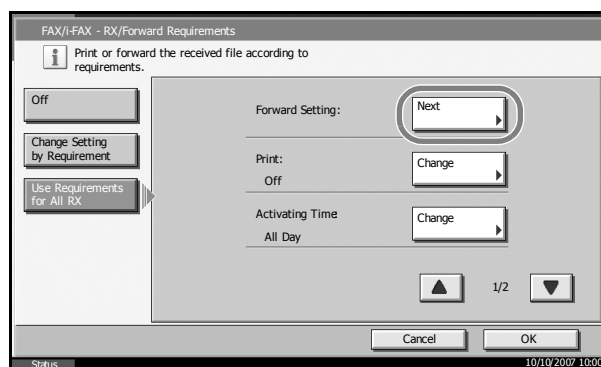 FAX/i-FAX - RX/Forward Requirements
Print or forward the received file according to
requirements.
Off
Change Setting
by Requirement
Use Requirements
for All RX
Forward Setting:
Next
Print:
Off
Change
Activating Time
All Day
Change
1/2
Cancel
OK
Status
10/10/2007 10:00